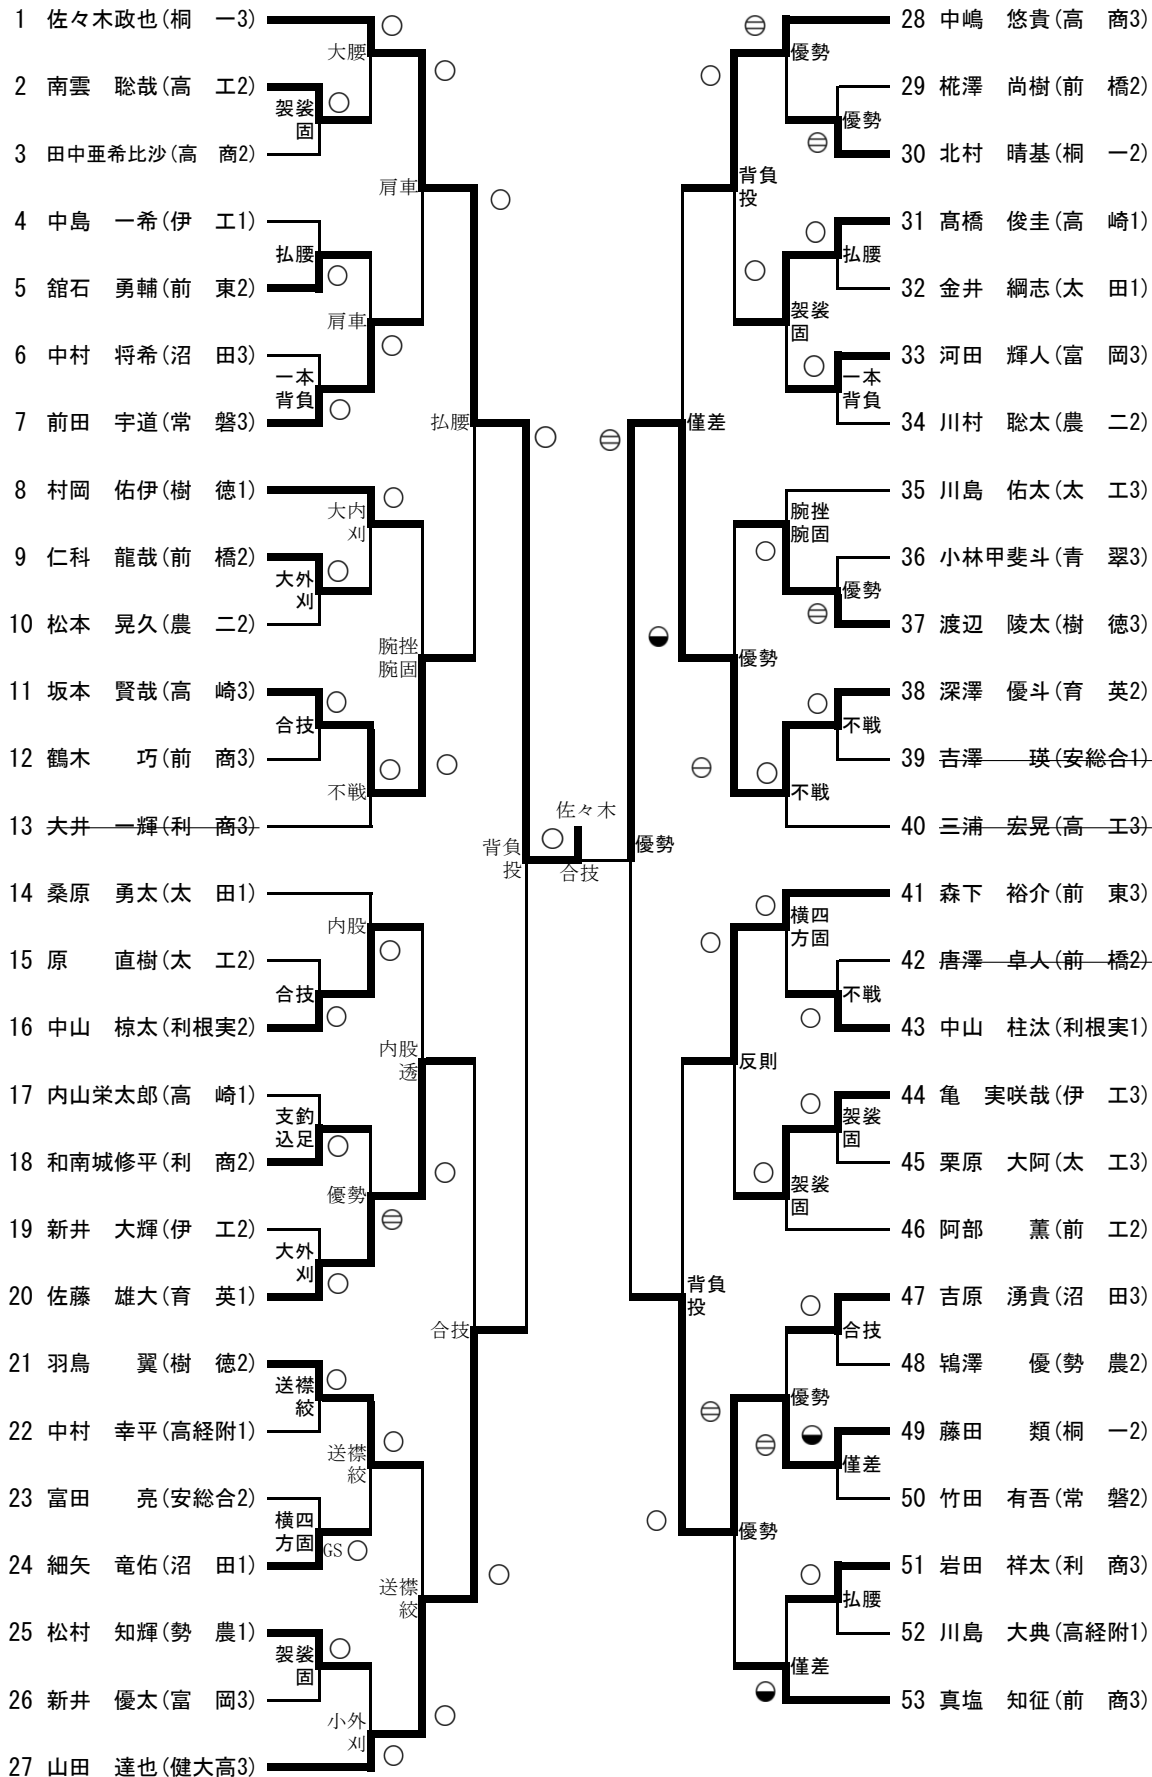 1 佐々木政也(桐 一3)
2 南雲 聡哉(高 工2)
3 田中亜希比沙(高 商2)
4 中島 一希(伊 工1)
5 舘石 勇輔(前 東2)
6 中村 将希(沼 田3)
7 前田 宇道(常 磐3)
8 村岡 佑伊(樹 徳1)
9 仁科 龍哉(前 橋2)
10 松本 晃久(農 二2)
11 坂本 賢哉(高 崎3)
12 鶴木 巧(前 商3)
13 大井 一輝(利 商3)
14 桑原 勇太(太 田1)
15 原 直樹(太 工2)
16 中山 椋太(利根実2)
17 内山栄太郎(高 崎1)
18 和南城修平(利 商2)
19 新井 大輝(伊 工2)
20 佐藤 雄大(育 英1)
21 羽鳥 翼(樹 徳2)
22 中村 幸平(高経附1)
23 富田 亮(安総合2)
24 細矢 竜佑(沼 田1)
25 松村 知輝(勢 農1)
26 新井 優太(富 岡3)
27 山田 達也(健大高3)
袈裟
固
払腰
一本
背負
大外
刈
合技
合技
支釣
込足
大外
刈
送襟
絞
横四
方固
GS
袈裟
固
大腰
肩車
大内
刈
不戦
内股
優勢
送襟
絞
小外
刈
肩車
腕挫
腕固
内股
透
送襟
絞
払腰
合技
背負
投
佐々木
合技
優勢
僅差
背負
投
背負
投
優勢
反則
優勢
優勢
袈裟
固
腕挫
腕固
不戦
横四
方固
袈裟
固
優勢
僅差
優勢
払腰
一本
背負
優勢
不戦
不戦
袈裟
固
合技
僅差
払腰
28 中嶋 悠貴(高 商3)
29 椛澤 尚樹(前 橋2)
30 北村 晴基(桐 一2)
31 髙橋 俊圭(高 崎1)
32 金井 綱志(太 田1)
33 河田 輝人(富 岡3)
34 川村 聡太(農 二2)
35 川島 佑太(太 工3)
36 小林甲斐斗(青 翠3)
37 渡辺 陵太(樹 徳3)
38 深澤 優斗(育 英2)
39 吉澤 瑛(安総合1)
40 三浦 宏晃(高 工3)
41 森下 裕介(前 東3)
42 唐澤 卓人(前 橋2)
43 中山 柱汰(利根実1)
44 亀 実咲哉(伊 工3)
45 栗原 大阿(太 工3)
46 阿部 薫(前 工2)
47 吉原 湧貴(沼 田3)
48 鴇澤 優(勢 農2)
49 藤田 類(桐 一2)
50 竹田 有吾(常 磐2)
51 岩田 祥太(利 商3)
52 川島 大典(高経附1)
53 真塩 知征(前 商3)